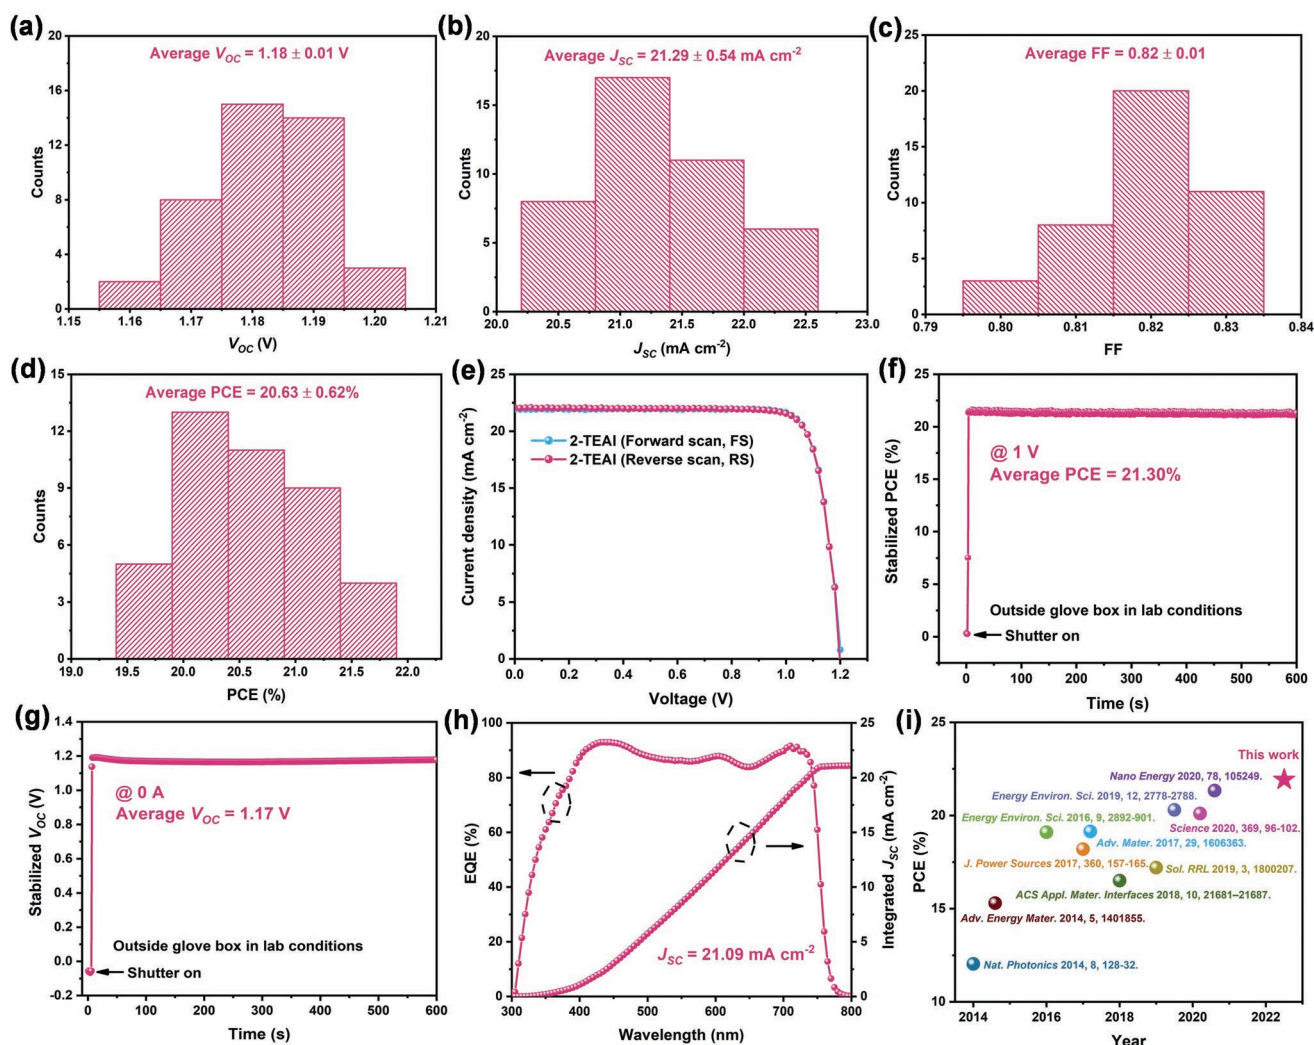 (a)
Average VOC = 1.18 ± 0.01 V
Counts
20
16
12
8
4
0
1.15
1.16
1.17
1.18
1.19
1.20
1.21
VOC (V)
(b)
Average JSC = 21.29 ± 0.54 mA cm-2
Counts
20
15
10
5
0
20.0
20.5
21.0
21.5
22.0
22.5
23.0
JSC (mA cm-2)
(c)
Average FF = 0.82 ± 0.01
Counts
25
20
15
10
5
0
0.79
0.80
0.81
0.82
0.83
0.84
FF
(d)
Average PCE = 20.63 ± 0.62%
Counts
15
12
9
6
3
0
19.0
19.5
20.0
20.5
21.0
21.5
22.0
PCE (%)
(e)
2-TEAI (Forward scan, FS)
2-TEAI (Reverse scan, RS)
Current density (mA cm-2)
25
20
15
10
5
0
0.0
0.2
0.4
0.6
0.8
1.0
1.2
Voltage (V)
(f)
@ 1 V
Average PCE = 21.30%
Outside glove box in lab conditions
Shutter on
Stabilized PCE (%)
25
20
15
10
5
0
0
100
200
300
400
500
600
Time (s)
(g)
@ 0 A
Average VOC = 1.17 V
Outside glove box in lab conditions
Shutter on
Stabilized VOC (V)
1.4
1.2
1.0
0.8
0.6
0.4
0.2
0.0
-0.2
0
100
200
300
400
500
600
Time (s)
(h)
JSC = 21.09 mA cm-2
EQE (%)
100
80
60
40
20
0
Integrated JSC (mA cm-2)
25
20
15
10
5
0
300
400
500
600
700
800
Wavelength (nm)
(i)
This work
Nano Energy 2020, 78, 105249.
Energy Environ. Sci. 2019, 12, 2778-2788.
Energy Environ. Sci. 2016, 9, 2892-901.
Science 2020, 369, 96-102.
Adv. Mater. 2017, 29, 1606363.
J. Power Sources 2017, 360, 157-165.
Sol. RRL 2019, 3, 1800207.
ACS Appl. Mater. Interfaces 2018, 10, 21681–21687.
Adv. Energy Mater. 2014, 5, 1401855.
Nat. Photonics 2014, 8, 128-32.
PCE (%)
25
20
15
10
2014
2016
2018
2020
2022
Year